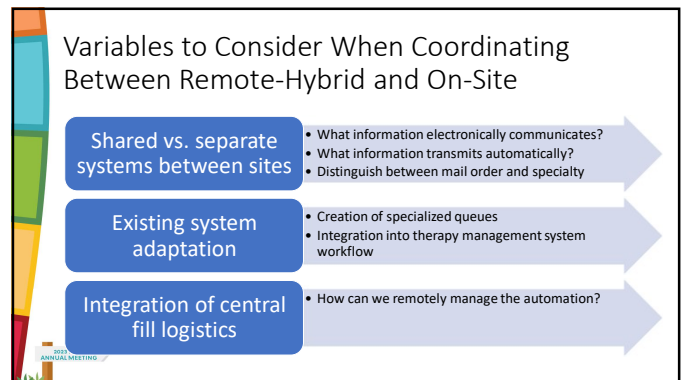 Variables to Consider When Coordinating
Between Remote-Hybrid and On-Site
Shared vs. separate
systems between sites
• What information electronically communicates?
• What information transmits automatically?
• Distinguish between mail order and specialty
Existing system
adaptation
• Creation of specialized queues
• Integration into therapy management system
workflow
Integration of central
fill logistics
• How can we remotely manage the automation?
2023
ANNUAL MEETING